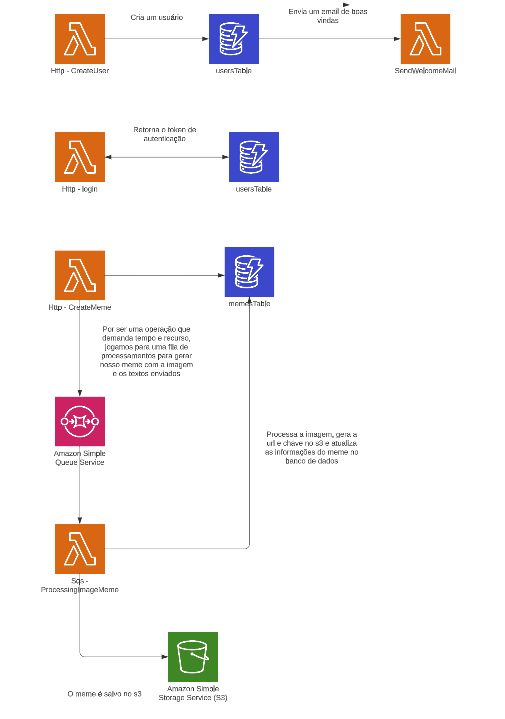 Cria um usuário
Envia um email de boas
vindas
Http - CreateUser
usersTable
SendWelcomeMail
Retorna o token de
autenticação
Http - login
usersTable
Http - CreateMeme
memesTable
Por ser uma operação que
demanda tempo e recurso,
jogamos para uma fila de
processamentos para gerar
nosso meme com a imagem
e os textos enviados
Amazon Simple
Queue Service
Processa a imagem, gera a
url e chave no s3 e atualiza
as informações do meme no
banco de dados
Sqs -
ProcessingImageMeme
O meme é salvo no s3
Amazon Simple
Storage Service (S3)